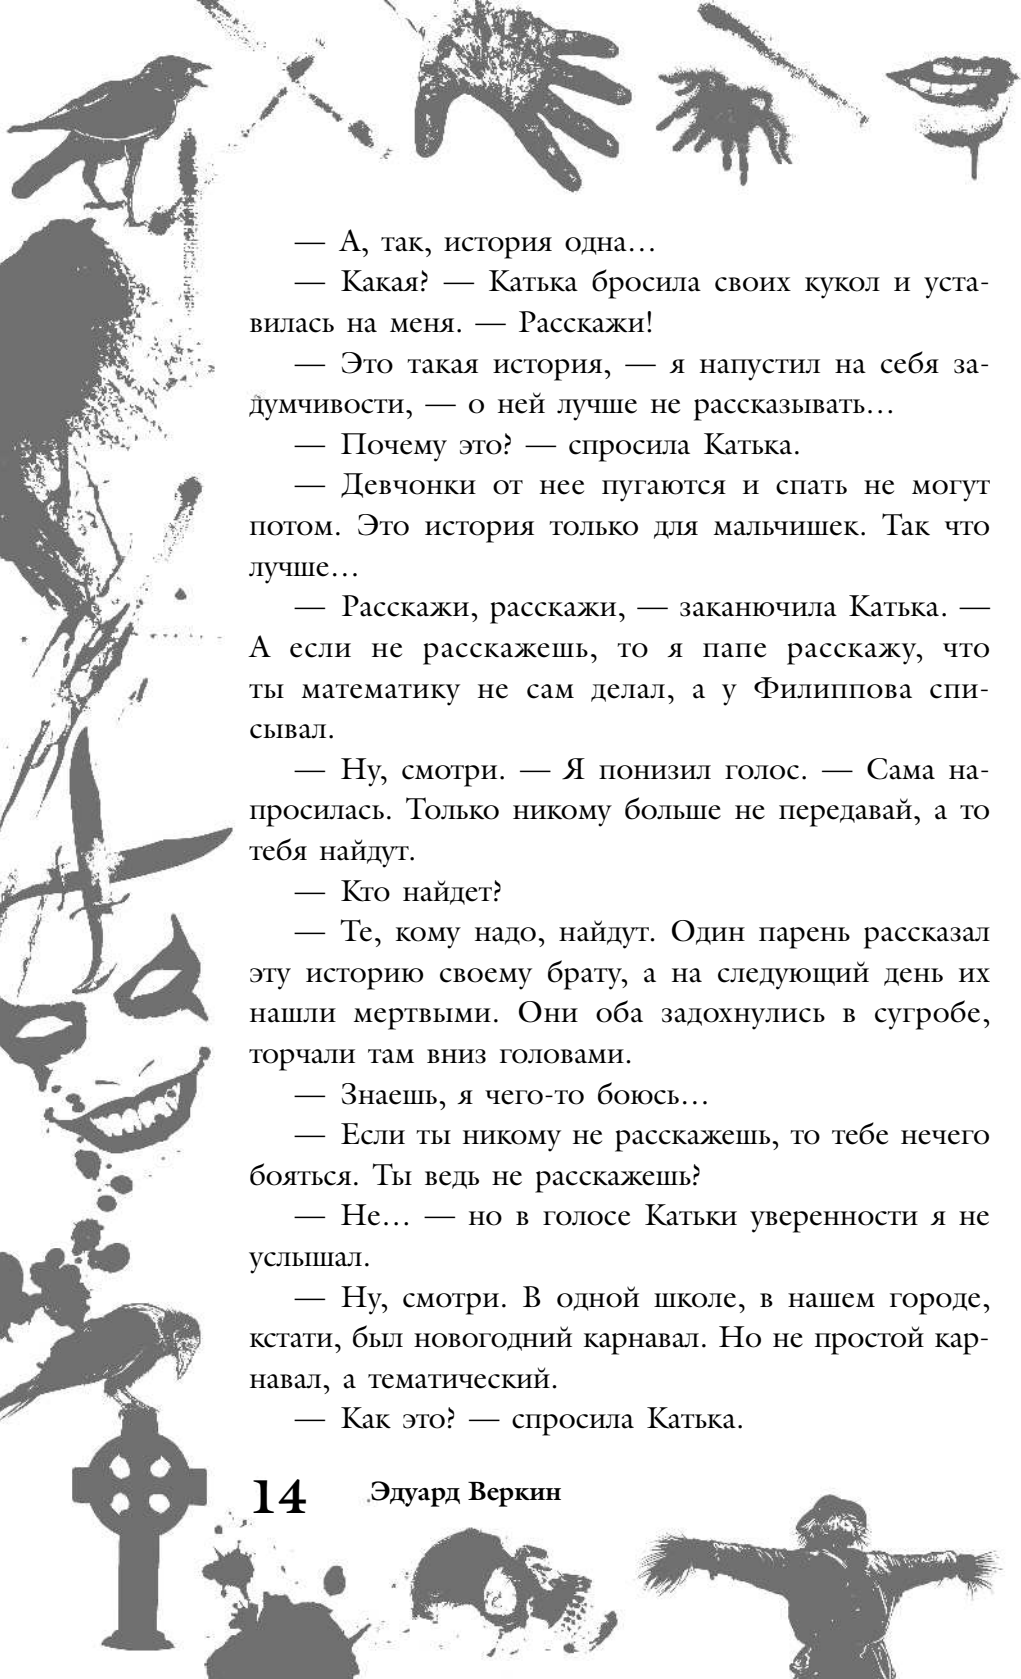 — А, так, история одна…
— Какая? — Катька бросила своих кукол и уста-
вилась на меня. — Расскажи!
— Это такая история, — я напустил на себя за-
думчивости, — о ней лучше не рассказывать…
— Почему это? — спросила Катька.
— Девчонки от нее пугаются и спать не могут
потом. Это история только для мальчишек. Так что
лучше…
— Расскажи, расскажи, — заканючила Катька. —
А если не расскажешь, то я папе расскажу, что
ты математику не сам делал, а у Филиппова спи-
сывал.
— Ну, смотри. — Я понизил голос. — Сама на-
просилась. Только никому больше не передавай, а то
тебя найдут.
— Кто найдет?
— Те, кому надо, найдут. Один парень рассказал
эту историю своему брату, а на следующий день их
нашли мертвыми. Они оба задохнулись в сугробе,
торчали там вниз головами.
— Знаешь, я чего-то боюсь…
— Если ты никому не расскажешь, то тебе нечего
бояться. Ты ведь не расскажешь?
— Не… — но в голосе Катьки уверенности я не
услышал.
— Ну, смотри. В одной школе, в нашем городе,
кстати, был новогодний карнавал. Но не простой кар-
навал, а тематический.
— Как это? — спросила Катька.
14 Эдуард Веркин